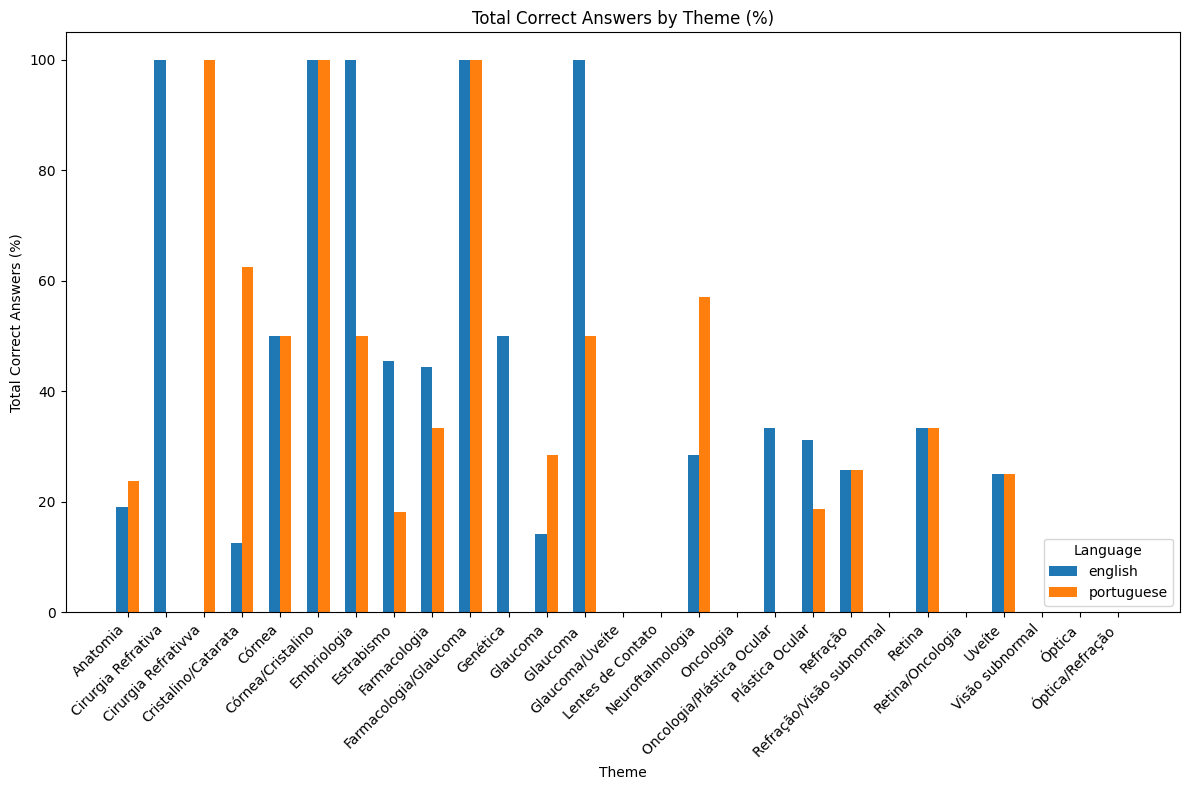 Total Correct Answers by Theme (%)
Total Correct Answers (%)
100
80
60
40
20
0
Anatomia
Cirurgia Refrativa
Cirurgia Refrativva
Cristalino/Catarata
Córnea
Córnea/Cristalino
Embriologia
Estrabismo
Farmacologia
Farmacologia/Glaucoma
Genética
Glaucoma
Glaucoma
Glaucoma/Uveíte
Lentes de Contato
Neuroftalmologia
Oncologia
Oncologia/Plástica Ocular
Plástica Ocular
Refração
Refração/Visão subnormal
Retina
Retina/Oncologia
Uveíte
Visão subnormal
Óptica
Óptica/Refração
Theme
Language
english
portuguese